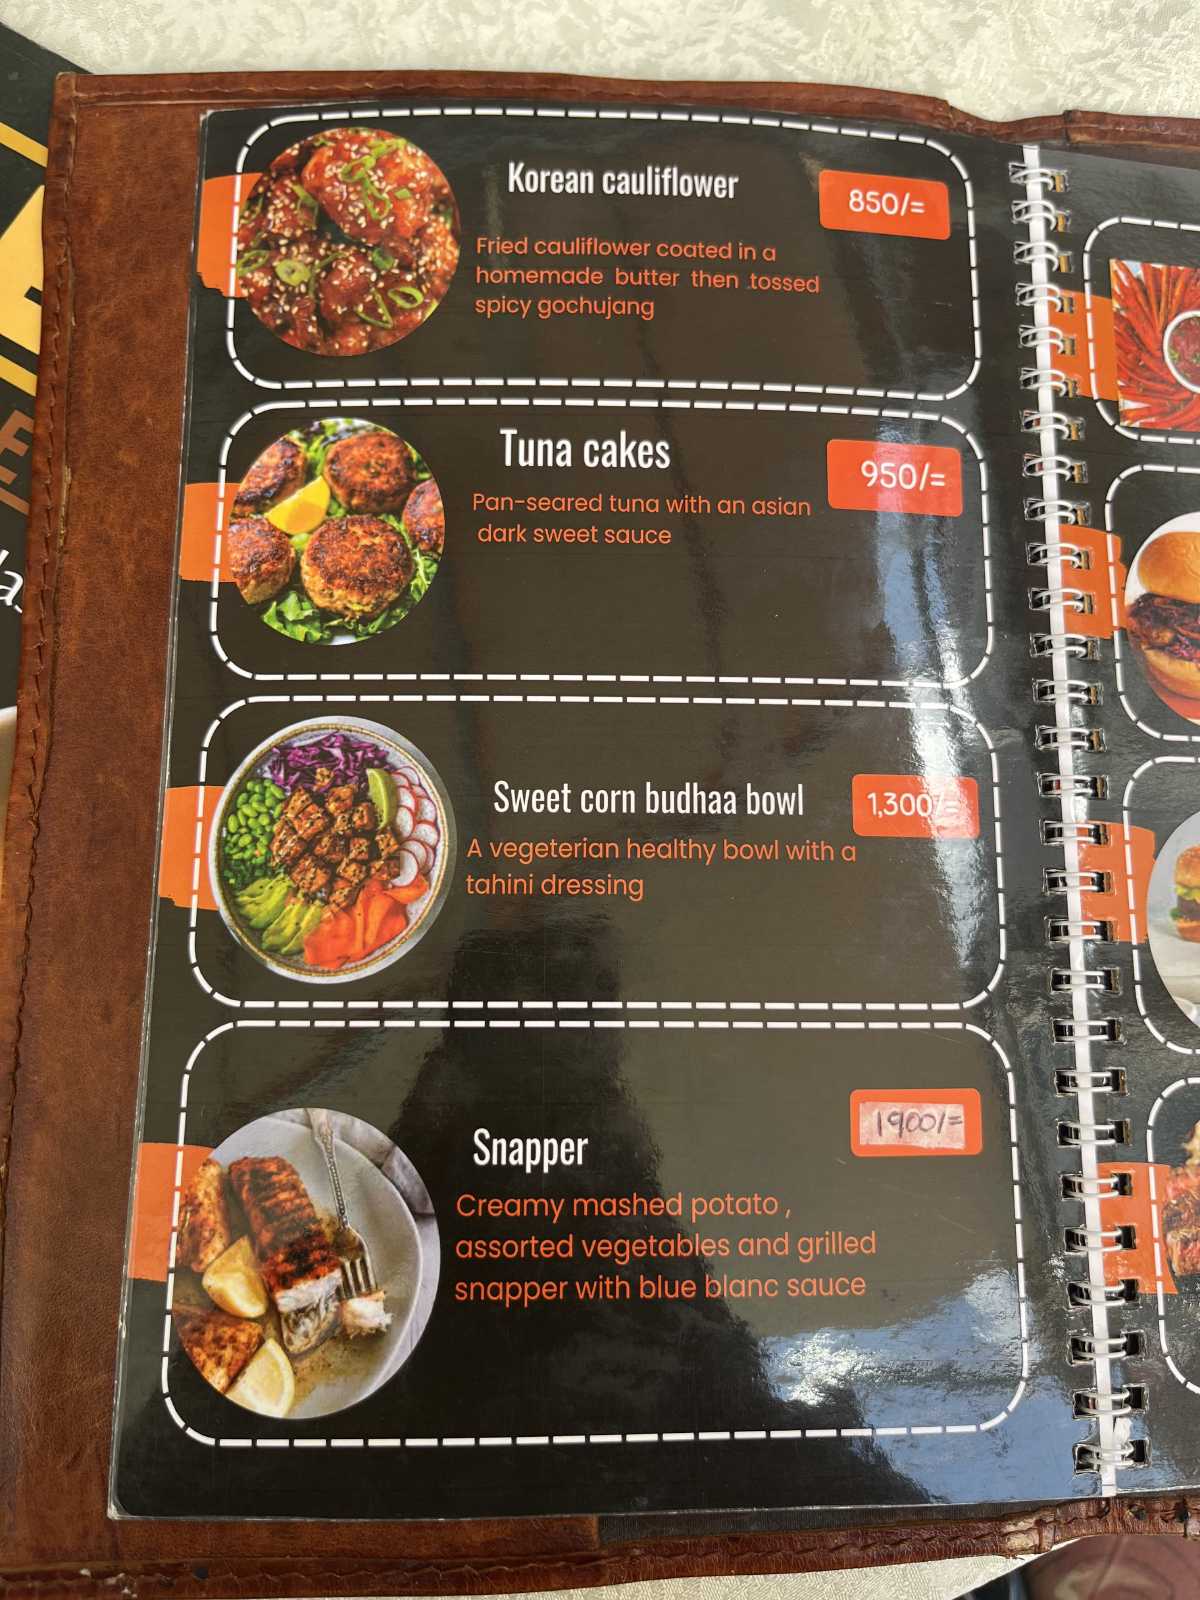 Korean cauliflower
850/=
Fried cauliflower coated in a
homemade butter then tossed
spicy gochujang
Tuna cakes
950/=
Pan-seared tuna with an asian
dark sweet sauce
Sweet corn budhaa bowl
1,300/=
A vegeterian healthy bowl with a
tahini dressing
Snapper
1900/=
Creamy mashed potato ,
assorted vegetables and grilled
snapper with blue blanc sauce